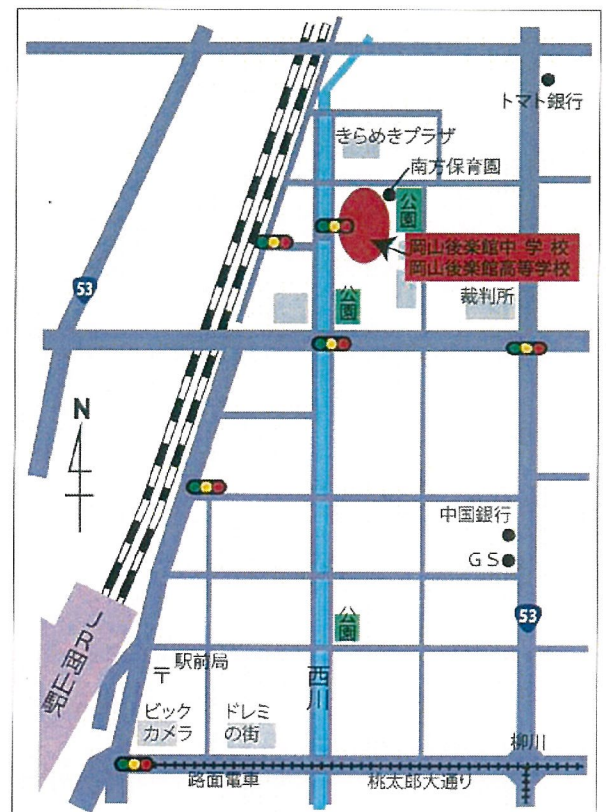 トマト銀行
きらめきプラザ
南方保育園
公園
岡山後楽館中学校
岡山後楽館高等学校
53
公園
裁判所
N
中国銀行
GS
公園
53
JR岡山駅
〒駅前局
西川
ビック
カメラ
ドレミ
の街
柳川
路面電車
桃太郎大通り